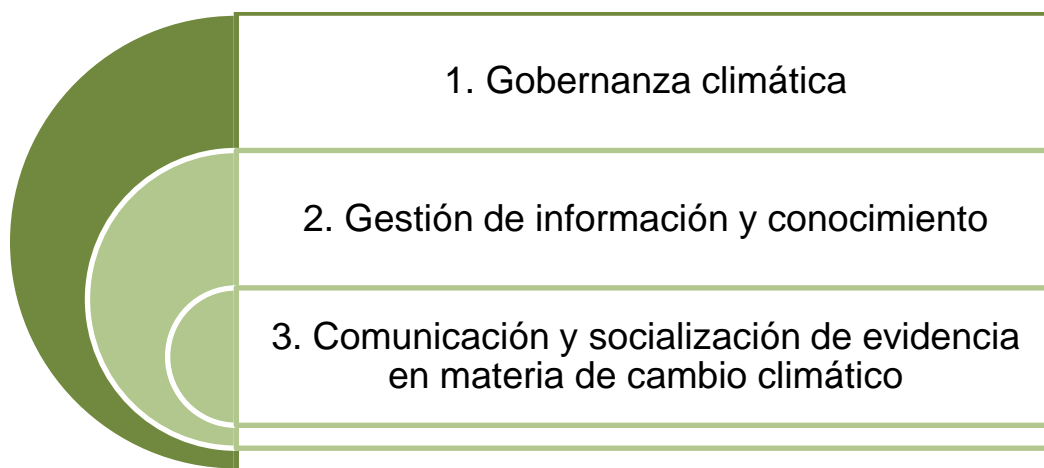 1. Gobernanza climática
2. Gestión de información y conocimiento
3. Comunicación y socialización de evidencia
en materia de cambio climático